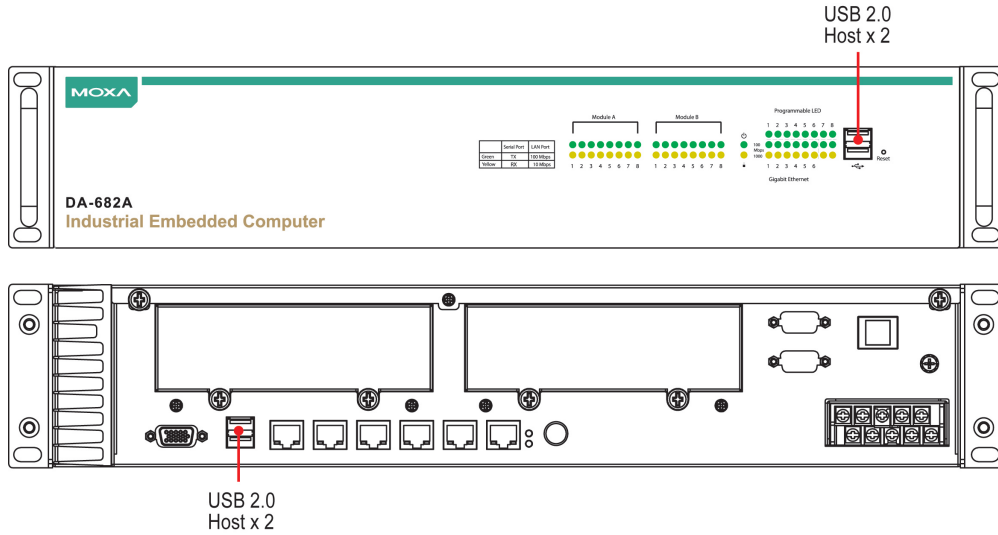 USB 2.0
Host x 2
MOXA
Programmable LED
1 2 3 4 5 6 7 8
Module A
Module B
Serial Port LAN Port
Green TX 100 Mbps
Yellow RX 10 Mbps
100
Mbps
1000
1 2 3 4 5 6 7 8
1 2 3 4 5 6 7 8
1 2 3 4 5 6
Reset
Gigabit Ethernet
DA-682A
Industrial Embedded Computer
USB 2.0
Host x 2